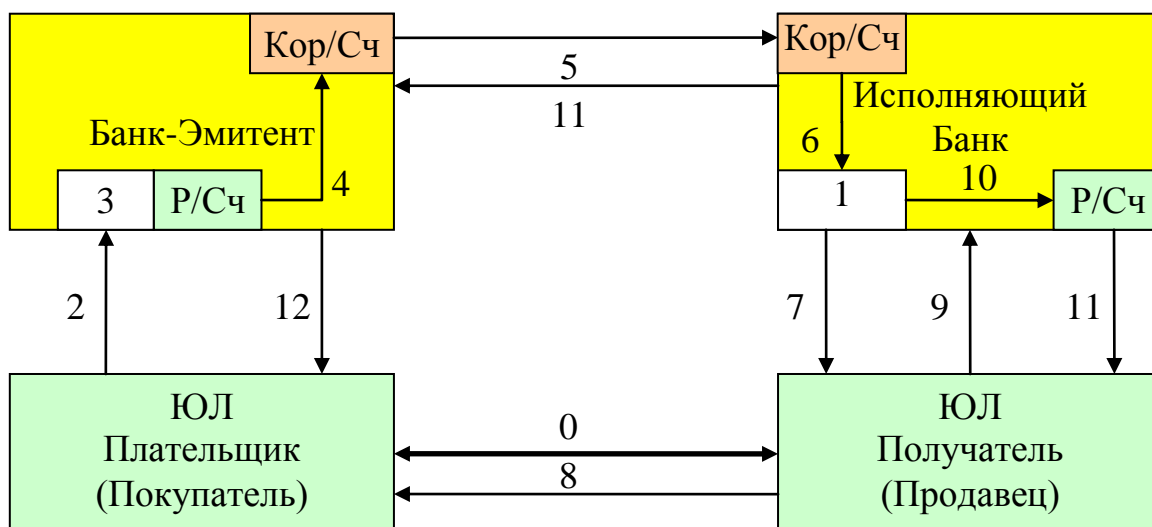 Кор/Сч
Кор/Сч
5
11
Исполняющий
Банк
Банк-Эмитент
6
4
10
3
Р/Сч
1
Р/Сч
2
12
7
9
11
ЮЛ
Плательщик
(Покупатель)
0
8
ЮЛ
Получатель
(Продавец)